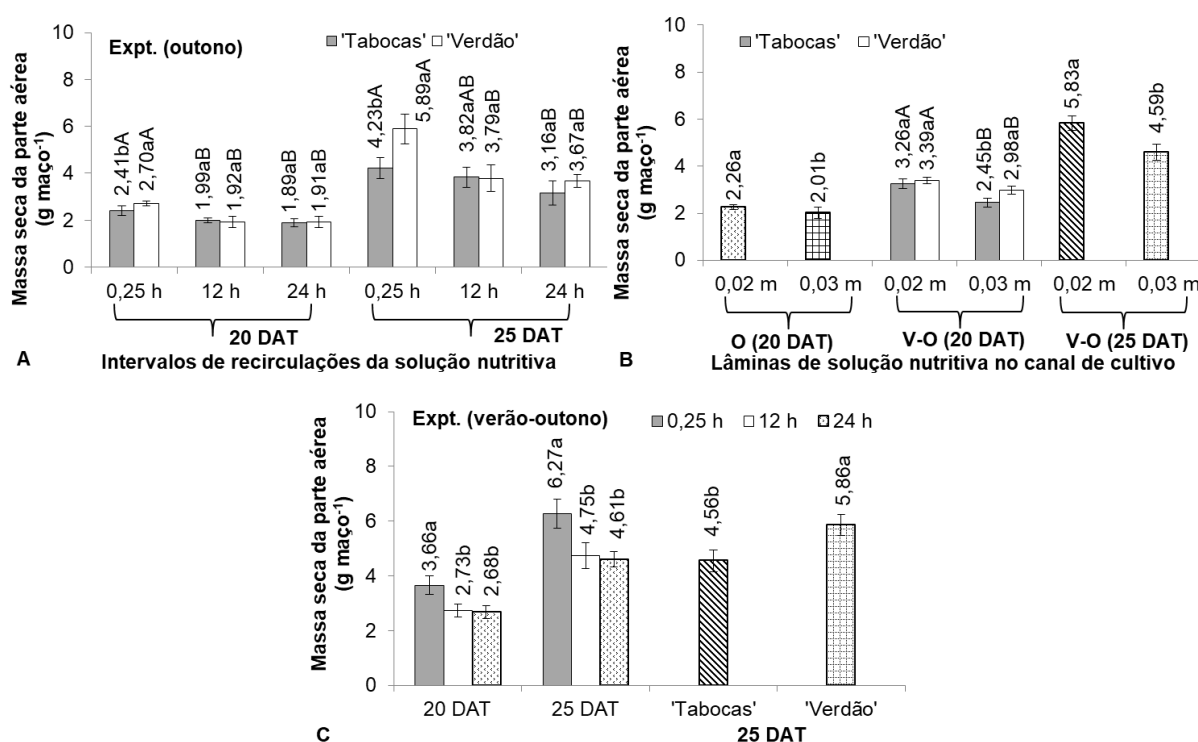 Expt. (outono)
'Tabocas' 'Verdão'
Massa seca da parte aérea
(g maço⁻¹)
10
8
6
4
2
0
2,41bA
2,70aA
1,99aB
1,92aB
1,89aB
1,91aB
4,23bA
5,89aA
3,82aAB
3,79aB
3,16aB
3,67aB
0,25 h 12 h 24 h 0,25 h 12 h 24 h
20 DAT 25 DAT
A Intervalos de recirculações da solução nutritiva
'Tabocas' 'Verdão'
Massa seca da parte aérea
(g maço⁻¹)
10
8
6
4
2
0
2,26a
2,01b
3,26aA
3,39aA
2,45bB
2,98aB
5,83a
4,59b
0,02 m 0,03 m 0,02 m 0,03 m 0,02 m 0,03 m
O (20 DAT) V-O (20 DAT) V-O (25 DAT)
B Lâminas de solução nutritiva no canal de cultivo
Expt. (verão-outono) 0,25 h 12 h 24 h
Massa seca da parte aérea
(g maço⁻¹)
10
8
6
4
2
0
3,66a
2,73b
2,68b
6,27a
4,75b
4,61b
4,56b
5,86a
20 DAT 25 DAT 'Tabocas' 'Verdão'
C 25 DAT